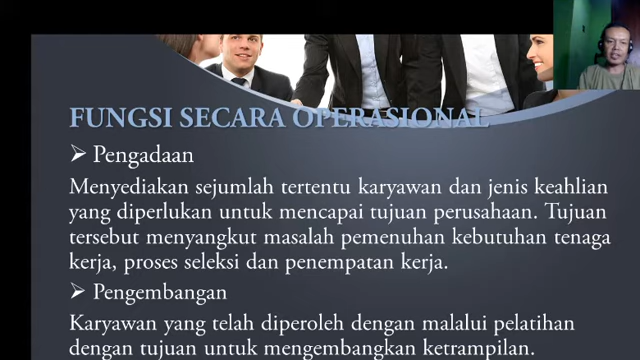 FUNGSI SECARA OPERASIONAL
➢ Pengadaan
Menyediakan sejumlah tertentu karyawan dan jenis keahlian
yang diperlukan untuk mencapai tujuan perusahaan. Tujuan
tersebut menyangkut masalah pemenuhan kebutuhan tenaga
kerja, proses seleksi dan penempatan kerja.
➢ Pengembangan
Karyawan yang telah diperoleh dengan malalui pelatihan
dengan tujuan untuk mengembangkan ketrampilan.